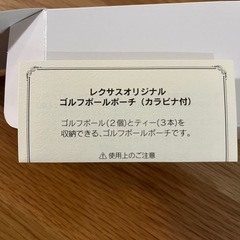 レクサスオリジナル
ゴルフボールポーチ（カラビナ付）
ゴルフボール(2個)とティー(3本)を
収納できる、ゴルフボールポーチです。
⚠使用上のご注意